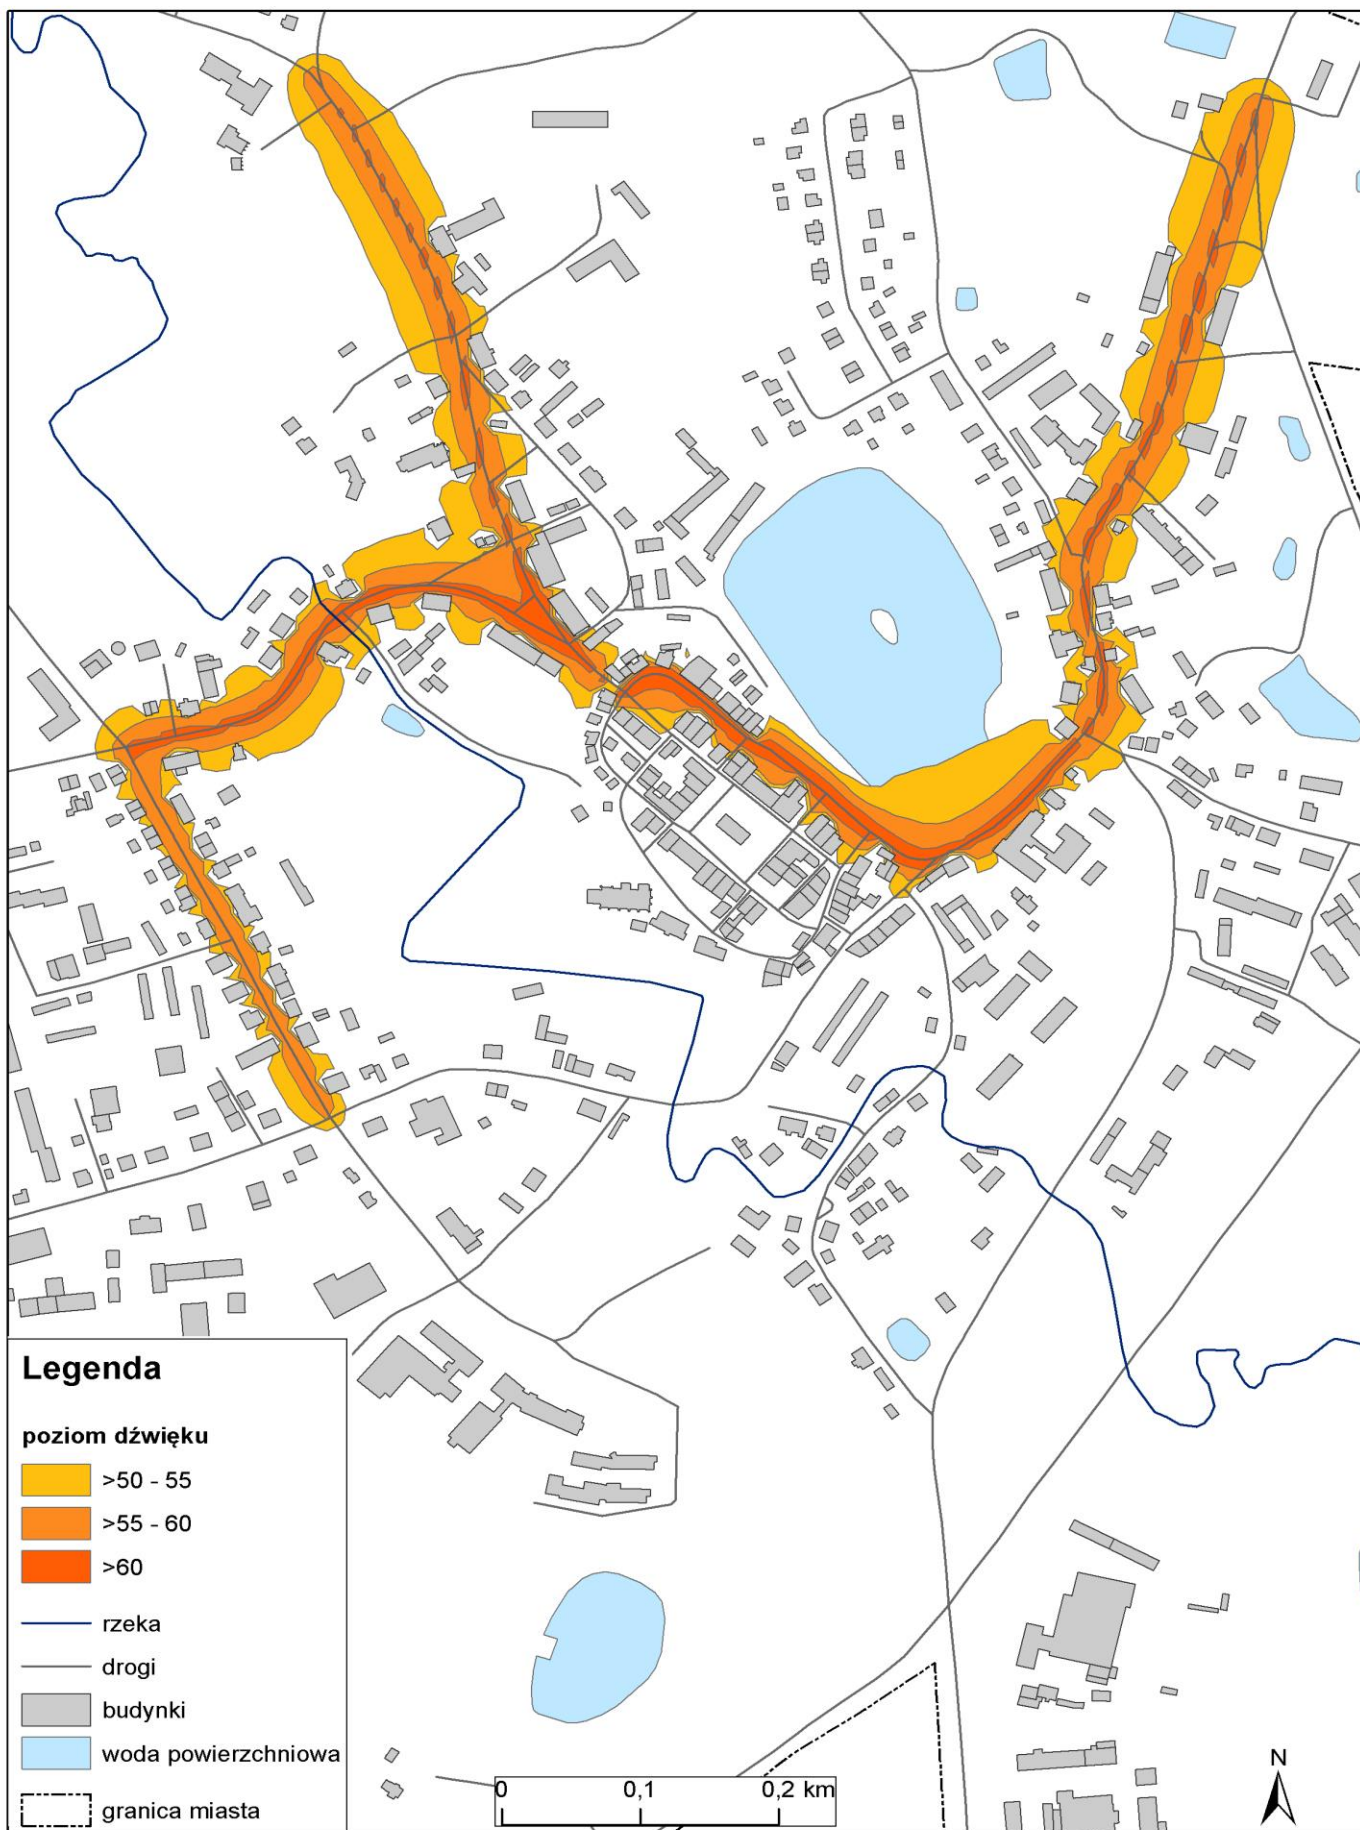 Legenda
poziom dźwięku
>50 - 55
>55 - 60
>60
rzeka
drogi
budynki
woda powierzchniowa
granica miasta
0 0,1 0,2 km
N